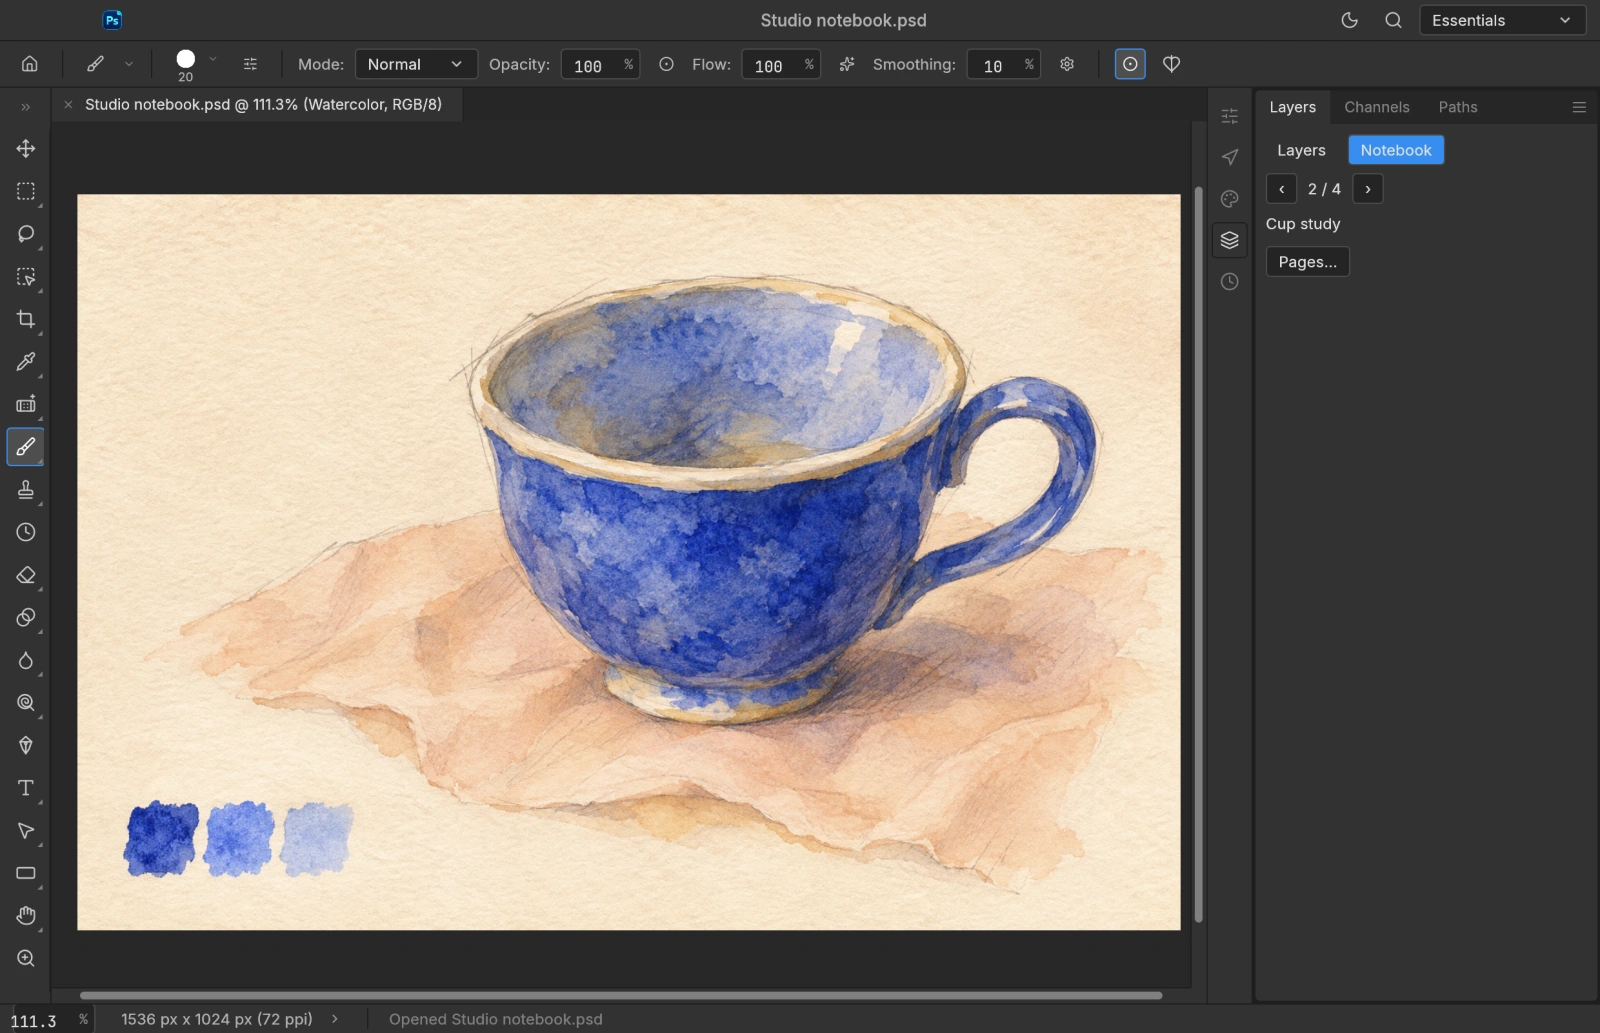 Ps
Studio notebook.psd
Essentials
20
Mode: Normal Opacity: 100 % Flow: 100 % Smoothing: 10 %
× Studio notebook.psd @ 111.3% (Watercolor, RGB/8)
Layers Channels Paths
Layers Notebook
‹ 2 / 4 ›
Cup study
Pages...
T
111.3 % 1536 px x 1024 px (72 ppi) › Opened Studio notebook.psd